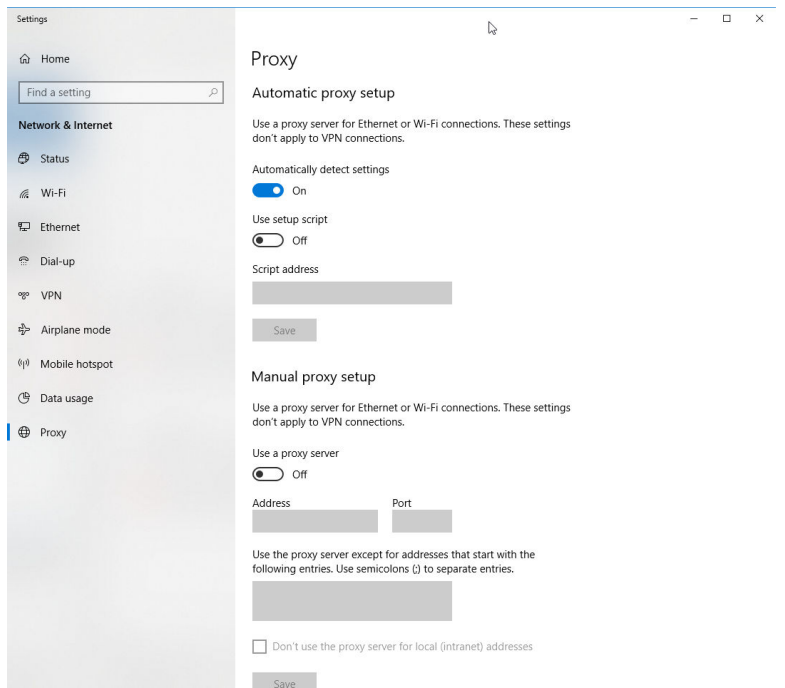 Settings
Home
Find a setting
Network & Internet
Status
Wi-Fi
Ethernet
Dial-up
VPN
Airplane mode
Mobile hotspot
Data usage
Proxy
Proxy
Automatic proxy setup
Use a proxy server for Ethernet or Wi-Fi connections. These settings
don't apply to VPN connections.
Automatically detect settings
On
Use setup script
Off
Script address
Save
Manual proxy setup
Use a proxy server for Ethernet or Wi-Fi connections. These settings
don't apply to VPN connections.
Use a proxy server
Off
Address Port
Use the proxy server except for addresses that start with the
following entries. Use semicolons (;) to separate entries.
Don't use the proxy server for local (intranet) addresses
Save